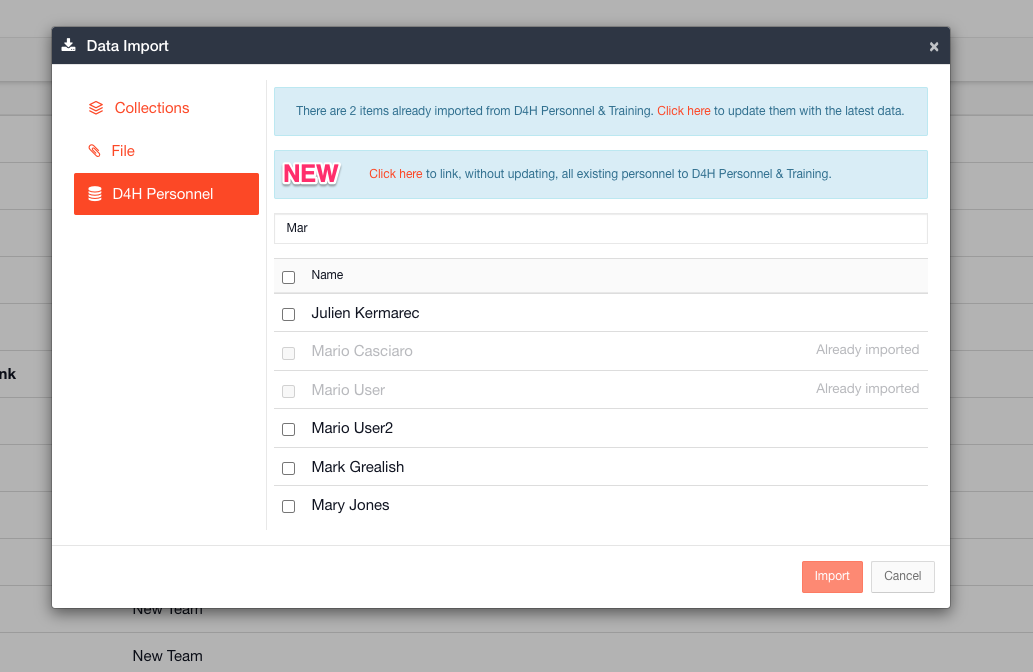 Data Import
×
Collections
File
D4H Personnel
There are 2 items already imported from D4H Personnel & Training. Click here to update them with the latest data.
NEW Click here to link, without updating, all existing personnel to D4H Personnel & Training.
Mar
Name
Julien Kermarec
Mario Casciaro Already imported
Mario User Already imported
Mario User2
Mark Grealish
Mary Jones
Import Cancel
nk
New Team
New Team